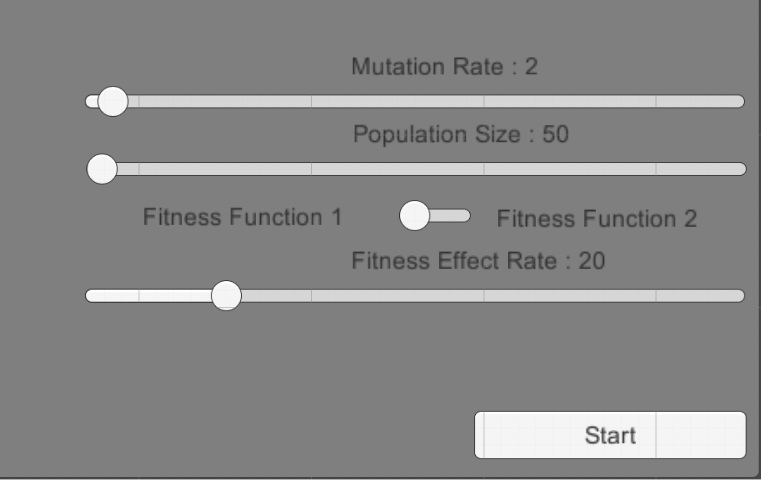 Mutation Rate : 2
Population Size : 50
Fitness Function 1
Fitness Function 2
Fitness Effect Rate : 20
Start